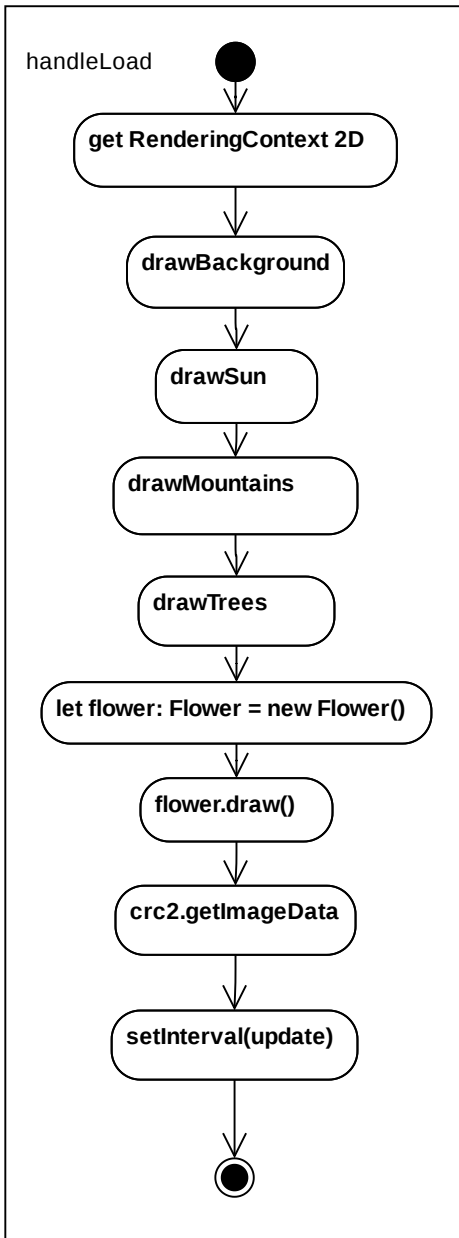 handleLoad
get RenderingContext 2D
drawBackground
drawSun
drawMountains
drawTrees
let flower: Flower = new Flower()
flower.draw()
crc2.getImageData
setInterval(update)